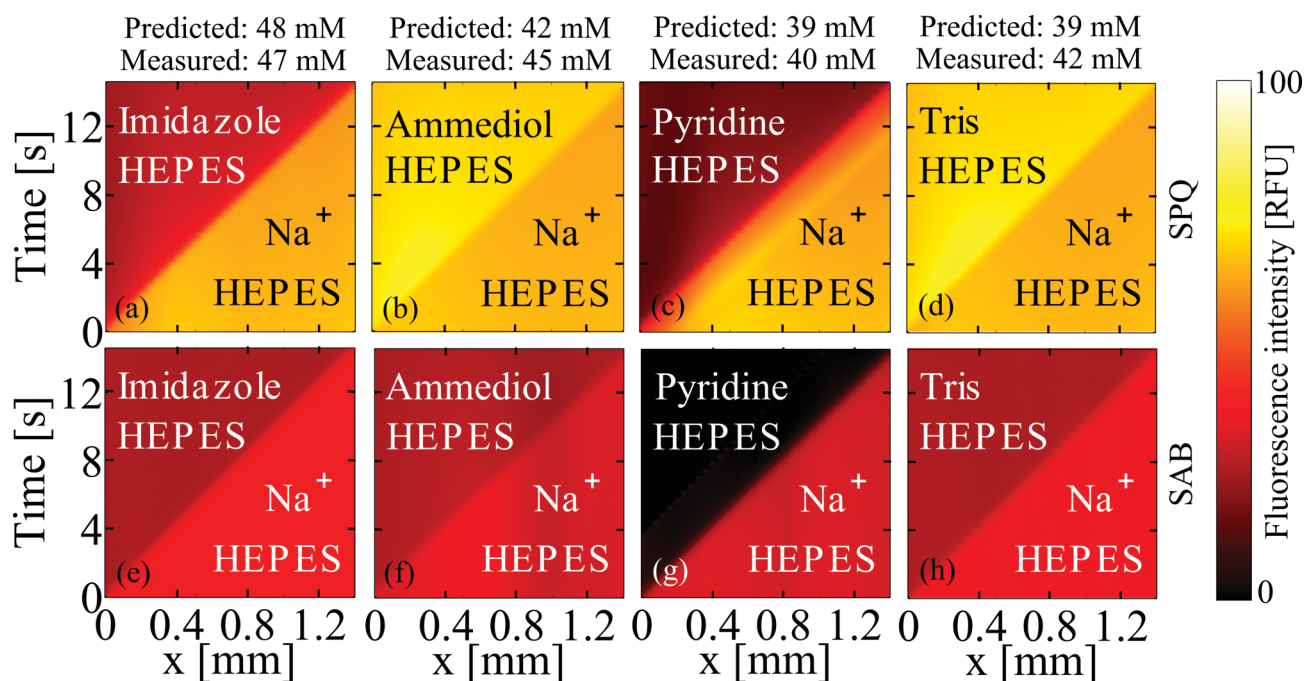 Predicted: 48 mM
Measured: 47 mM
Predicted: 42 mM
Measured: 45 mM
Predicted: 39 mM
Measured: 40 mM
Predicted: 39 mM
Measured: 42 mM
Time [s]
12
8
4
0
Imidazole
HEPES
Na+
HEPES
(a)
Ammediol
HEPES
Na+
HEPES
(b)
Pyridine
HEPES
Na+
HEPES
(c)
Tris
HEPES
Na+
HEPES
(d)
SPQ
Time [s]
12
8
4
0
Imidazole
HEPES
Na+
HEPES
(e)
Ammediol
HEPES
Na+
HEPES
(f)
Pyridine
HEPES
Na+
HEPES
(g)
Tris
HEPES
Na+
HEPES
(h)
SAB
0 0.4 0.8 1.2
x [mm]
0 0.4 0.8 1.2
x [mm]
0 0.4 0.8 1.2
x [mm]
0 0.4 0.8 1.2
x [mm]
100
0
Fluorescence intensity [RFU]